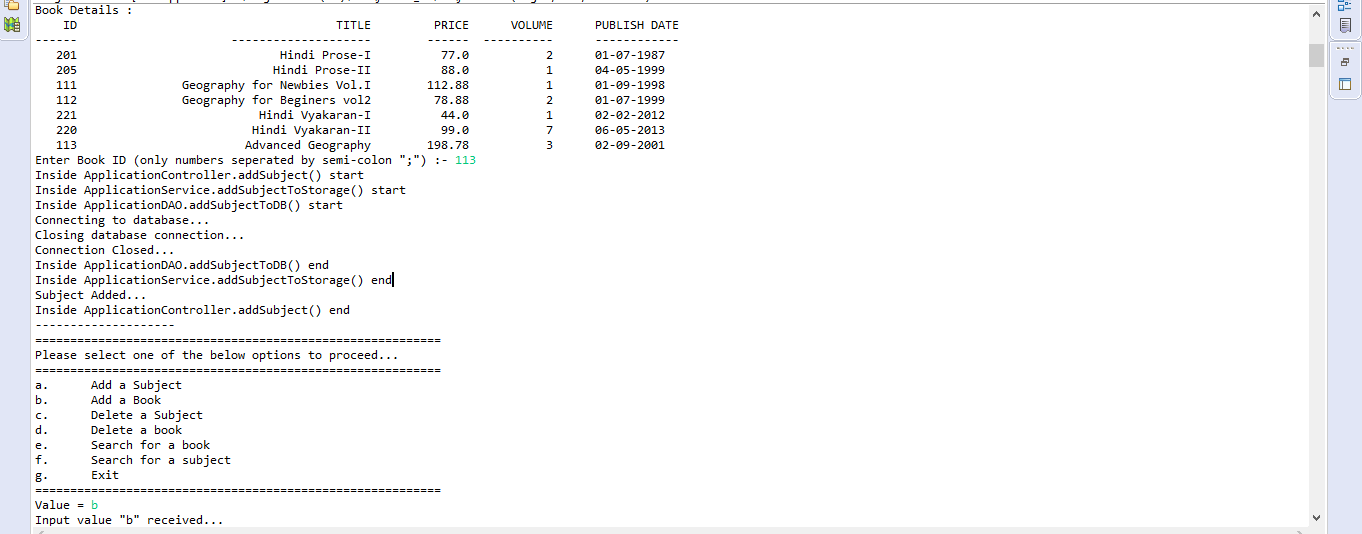 Book Details :
ID TITLE PRICE VOLUME PUBLISH DATE
------ -------------------- ------ ---------- ------------
201 Hindi Prose-I 77.0 2 01-07-1987
205 Hindi Prose-II 88.0 1 04-05-1999
111 Geography for Newbies Vol.I 112.88 1 01-09-1998
112 Geography for Beginers vol2 78.88 2 01-07-1999
221 Hindi Vyakaran-I 44.0 1 02-02-2012
220 Hindi Vyakaran-II 99.0 7 06-05-2013
113 Advanced Geography 198.78 3 02-09-2001
Enter Book ID (only numbers seperated by semi-colon ";") :- 113
Inside ApplicationController.addSubject() start
Inside ApplicationService.addSubjectToStorage() start
Inside ApplicationDAO.addSubjectToDB() start
Connecting to database...
Closing database connection...
Connection Closed...
Inside ApplicationDAO.addSubjectToDB() end
Inside ApplicationService.addSubjectToStorage() end
Subject Added...
Inside ApplicationController.addSubject() end
--------------------
==========================================================
Please select one of the below options to proceed...
==========================================================
a. Add a Subject
b. Add a Book
c. Delete a Subject
d. Delete a book
e. Search for a book
f. Search for a subject
g. Exit
==========================================================
Value = b
Input value "b" received...